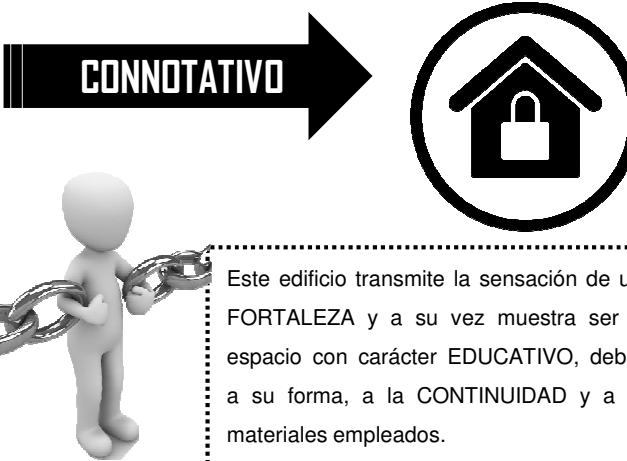 CONNOTATIVO
Este edificio transmite la sensación de
FORTALEZA y a su vez muestra ser
espacio con carácter EDUCATIVO,
a su forma, a la CONTINUIDAD y a
materiales empleados.